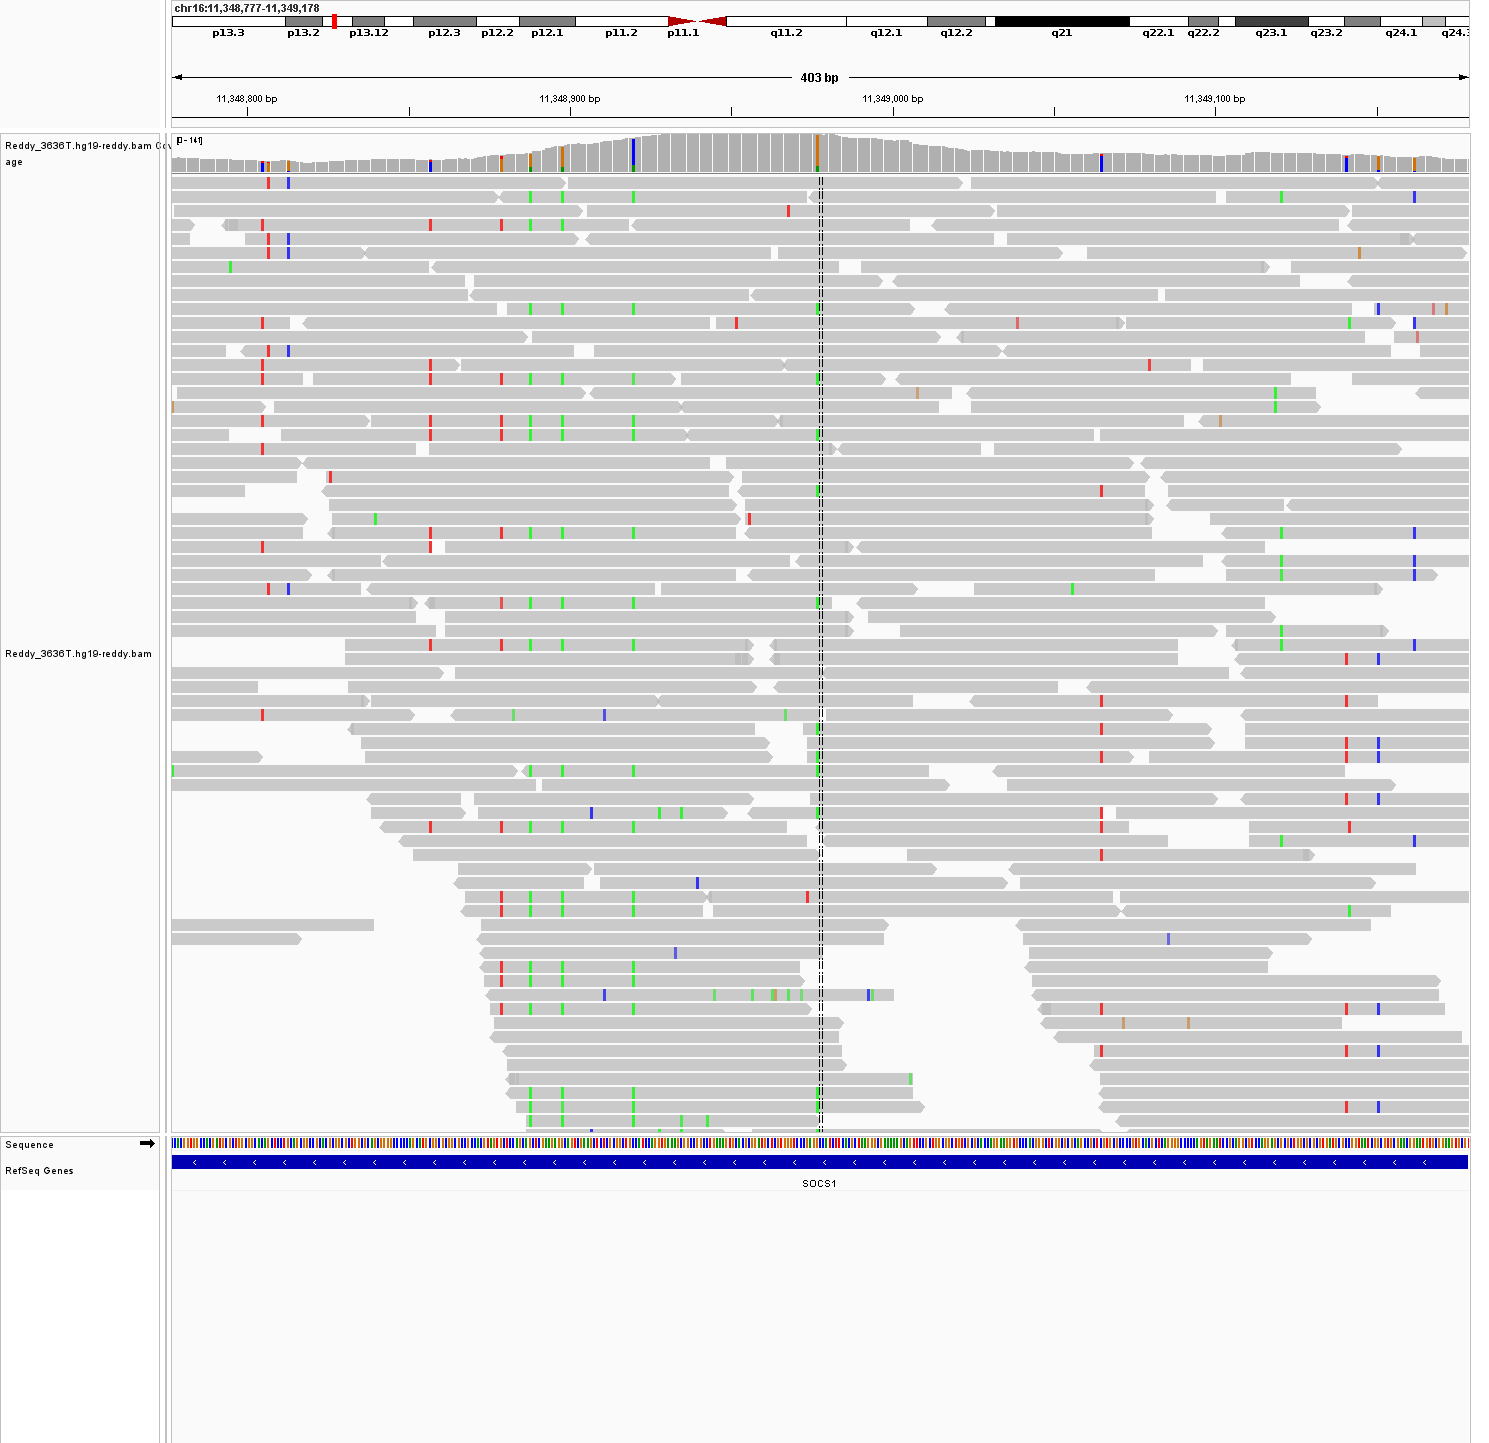 chr16:11,348,777-11,349,178
p13.3 p13.2 p13.12 p12.3 p12.2 p12.1 p11.2 p11.1 q11.2 q12.1 q12.2 q21 q22.1 q22.2 q23.1 q23.2 q24.1 q24.3
403 bp
11,348,800 bp 11,348,900 bp 11,349,000 bp 11,349,100 bp
Reddy_3636T.hg19-reddy.bam Cov
age
[0 - 141]
Reddy_3636T.hg19-reddy.bam
Sequence
RefSeq Genes
SOCS1